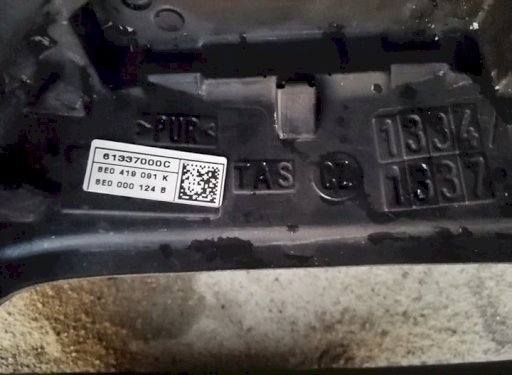 >PUR<
61337000C
8E0 419 091 K
8E0 000 124 B
TAS
CZ
1334
1337